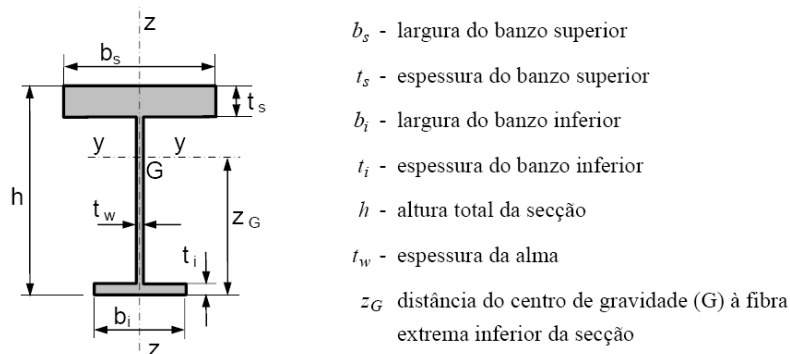 z
b_s
t_s
y y
G
h
t_w
z_G
t_i
b_i
z
b_s - largura do banzo superior
t_s - espessura do banzo superior
b_i - largura do banzo inferior
t_i - espessura do banzo inferior
h - altura total da secção
t_w - espessura da alma
z_G distância do centro de gravidade (G) à fibra
extrema inferior da secção